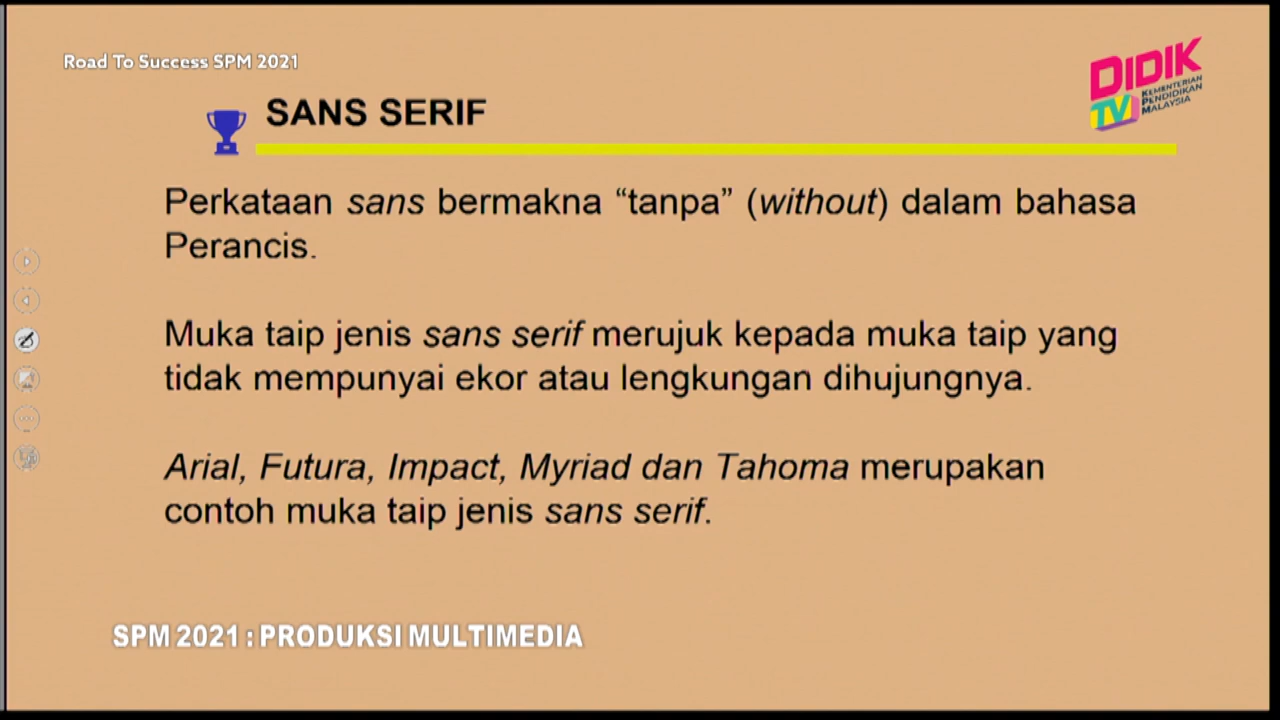 Road To Success SPM 2021
DIDIK
TV
KEMENTERIAN
PENDIDIKAN
MALAYSIA
SANS SERIF
Perkataan sans bermakna “tanpa” (without) dalam bahasa
Perancis.
Muka taip jenis sans serif merujuk kepada muka taip yang
tidak mempunyai ekor atau lengkungan dihujungnya.
Arial, Futura, Impact, Myriad dan Tahoma merupakan
contoh muka taip jenis sans serif.
SPM 2021 : PRODUKSI MULTIMEDIA